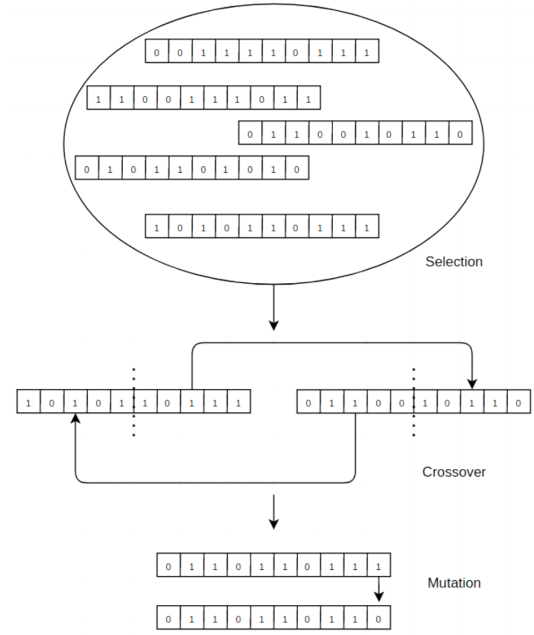 0 0 1 1 1 1 0 1 1 1
1 1 0 0 1 1 1 0 1 1
0 1 1 0 0 1 0 1 1 0
0 1 0 1 1 0 1 0 1 0
1 0 1 0 1 1 0 1 1 1
Selection
1 0 1 0 1 1 0 1 1 1
0 1 1 0 0 1 0 1 1 0
Crossover
0 1 1 0 1 1 0 1 1 1
Mutation
0 1 1 0 1 1 0 1 1 0